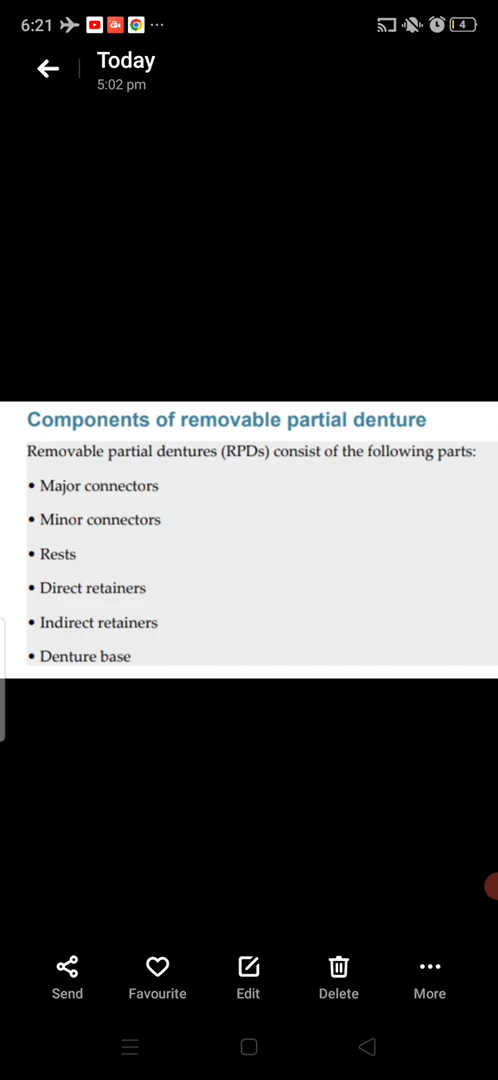 6:21
4
Today
5:02 pm
Components of removable partial denture
Removable partial dentures (RPDs) consist of the following parts:
• Major connectors
• Minor connectors
• Rests
• Direct retainers
• Indirect retainers
• Denture base
Send Favourite Edit Delete More